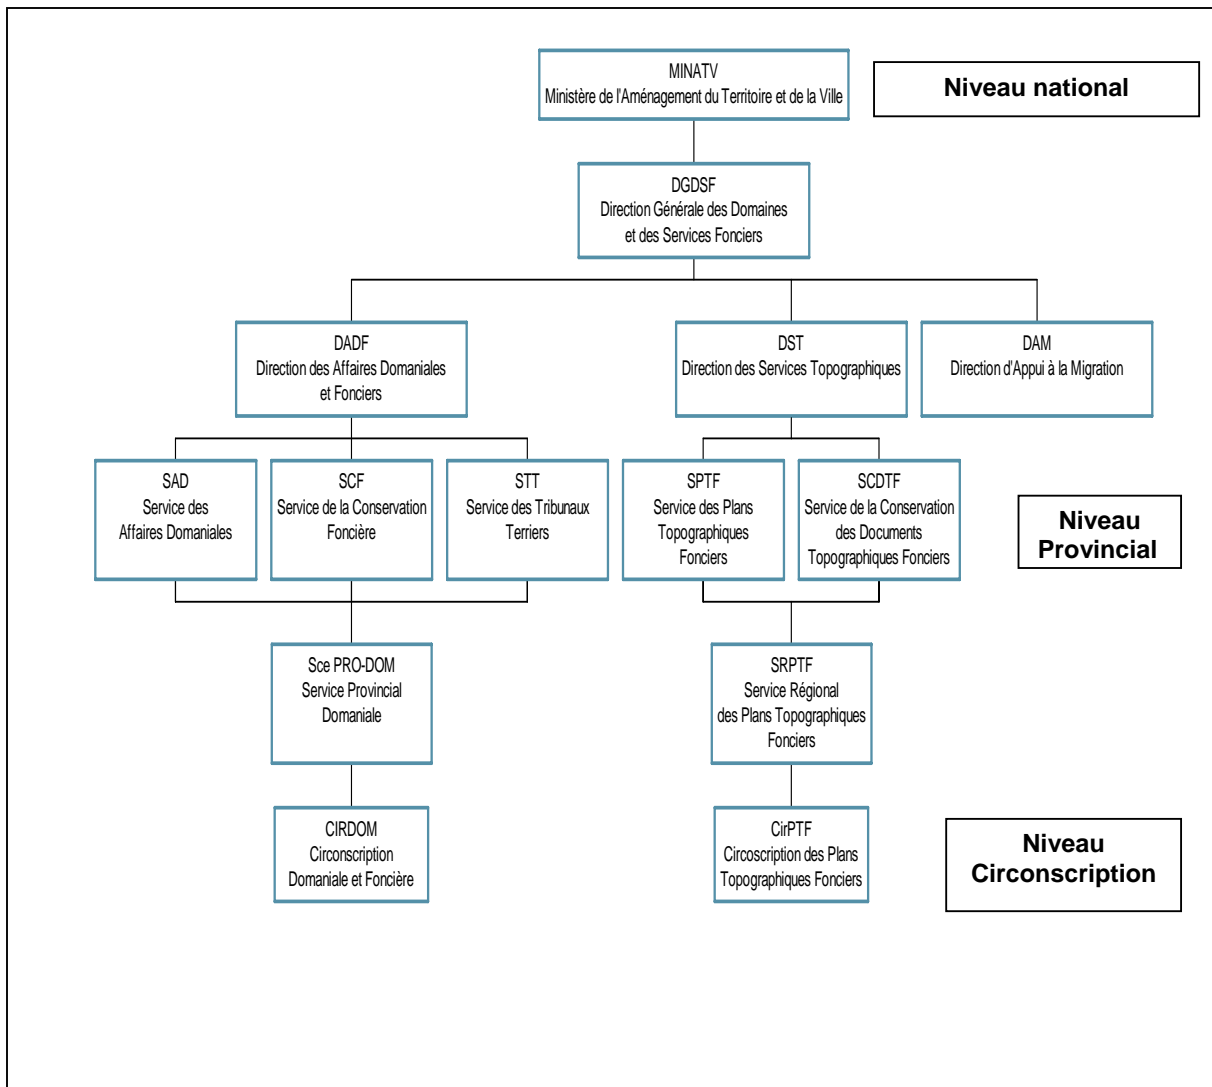 MINATV
Ministère de l'Aménagement du Territoire et de la Ville
Niveau national
DGDSF
Direction Générale des Domaines
et des Services Fonciers
DADF
Direction des Affaires Domaniales
et Fonciers
DST
Direction des Services Topographiques
DAM
Direction d'Appui à la Migration
SAD
Service des
Affaires Domaniales
SCF
Service de la Conservation
Foncière
STT
Service des Tribunaux
Terriers
SPTF
Service des Plans
Topographiques
Fonciers
SCDTF
Service de la Conservation
des Documents
Topographiques Fonciers
Niveau
Provincial
Sce PRO-DOM
Service Provincial
Domaniale
SRPTF
Service Régional
des Plans Topographiques
Fonciers
CIRDOM
Circonscription
Domaniale et Foncière
CirPTF
Circoscription des Plans
Topographiques Fonciers
Niveau
Circonscription